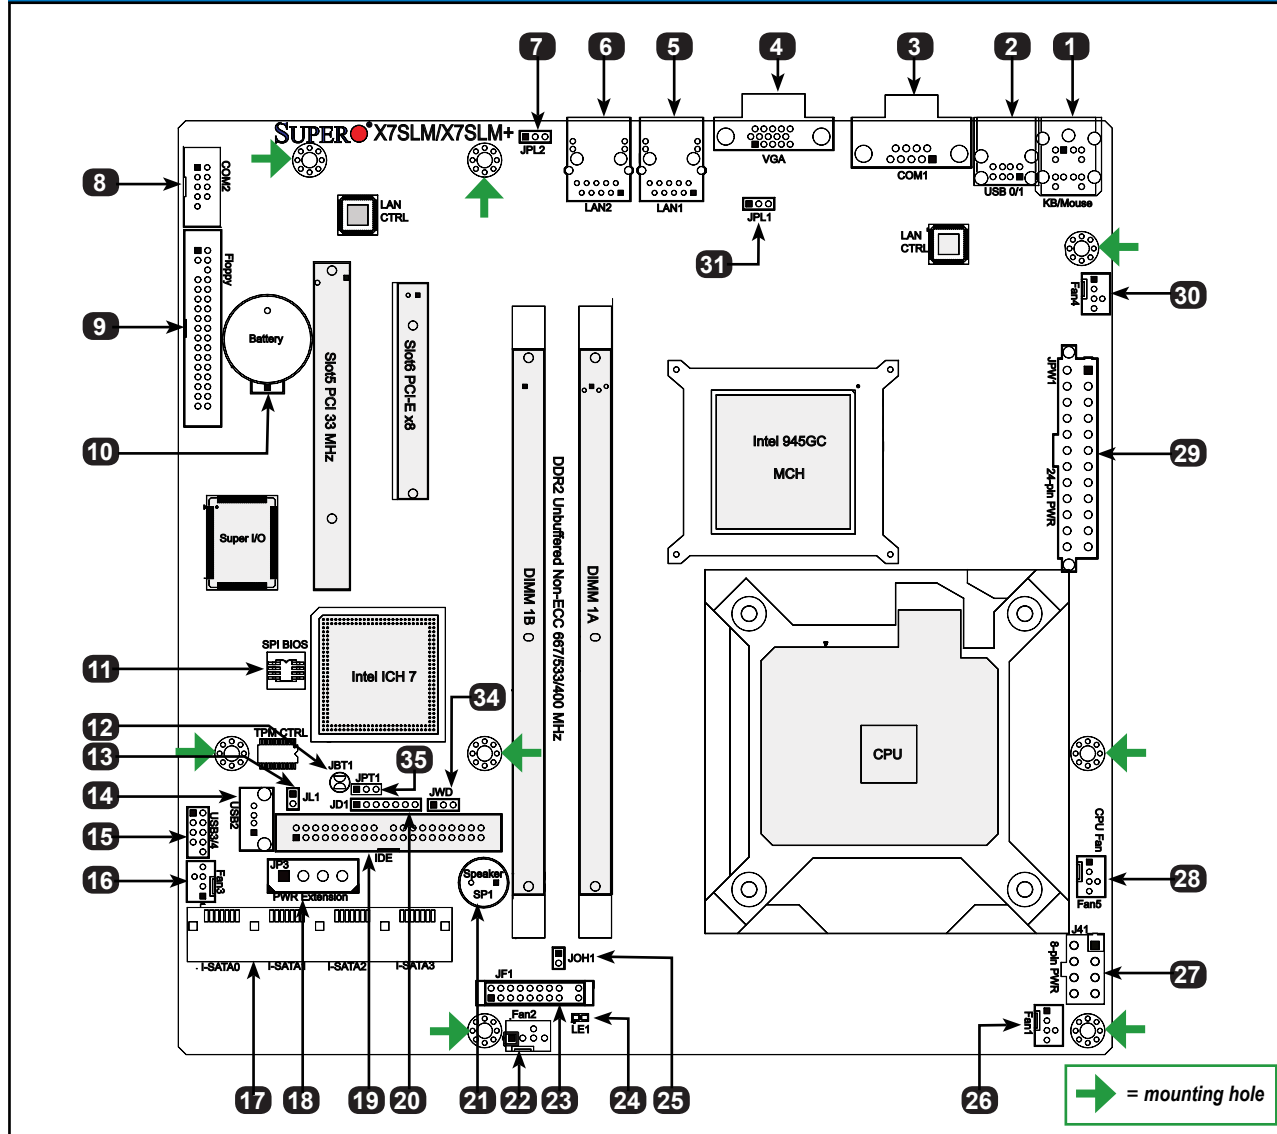 7
6
5
4
3
2
1
SUPER X7SLM/X7SLM+
JPL2
LAN2
LAN1
VGA
COM1
USB 0/1
KB/Mouse
8
COM2
LAN
CTRL
JPL1
31
LAN
CTRL
Fan4
30
9
Floppy
Battery
10
Slot5 PCI 33 MHz
Slot6 PCI-E x8
JPW1
24-pin PWR
29
Intel 945GC
MCH
Super I/O
DIMM 1B
DDR2 Unbuffered Non-ECC 667/533/400 MHz
DIMM 1A
11
SPI BIOS
Intel ICH 7
34
12
TPM CTRL
13
JBT1
35
JPT1
CPU
14
JL1
JD1
JWD
USB2
15
USB3/4
20
IDE
16
Fan3
JP3
PWR Extension
Speaker
SP1
CPU Fan
28
Fan5
I-SATA0
I-SATA1
I-SATA2
I-SATA3
JOH1
J41
8-pin PWR
27
JF1
Fan2
LE1
Fan1
17
18
19
20
21
22
23
24
25
26
= mounting hole